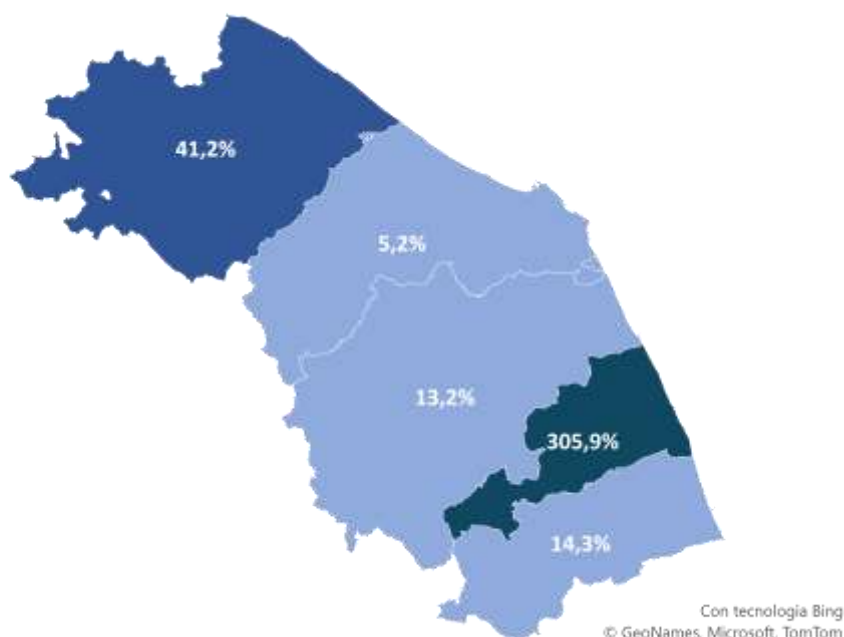 41,2%
5,2%
13,2%
305,9%
14,3%
Con tecnologia Bing
© GeoNames, Microsoft, TomTom